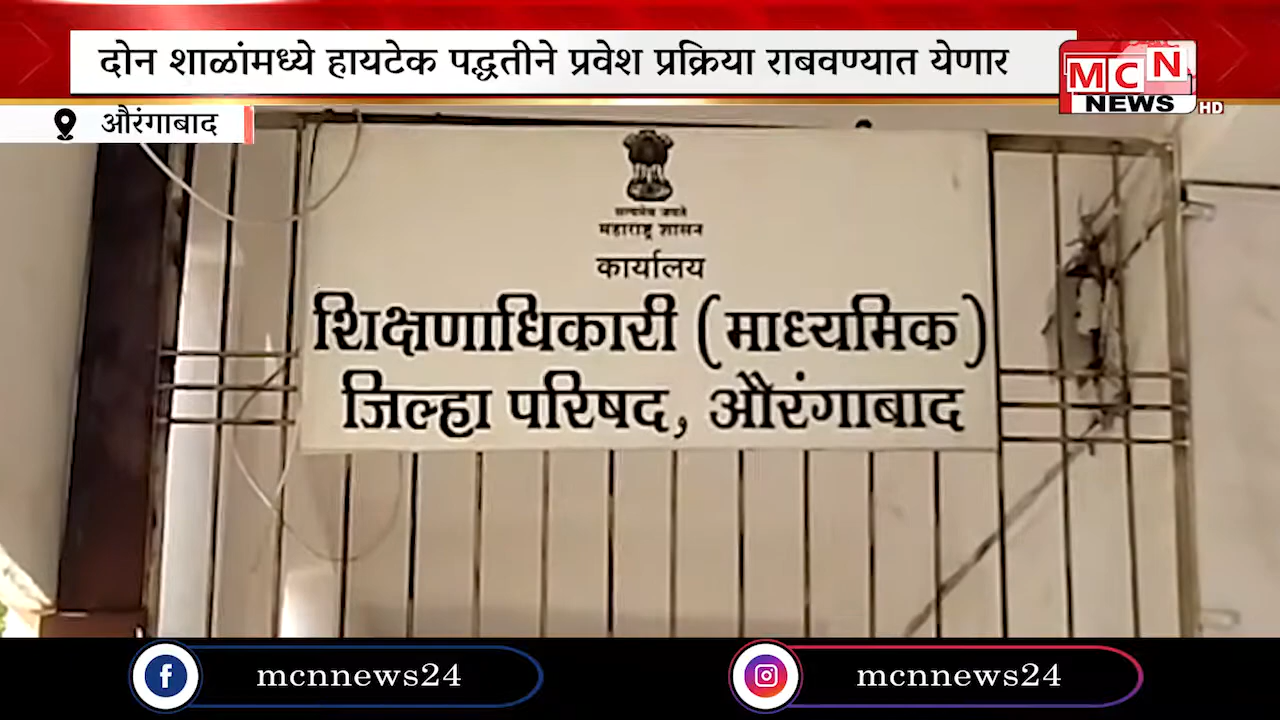 दोन शाळांमध्ये हायटेक पद्धतीने प्रवेश प्रक्रिया राबवण्यात येणार
MCN
NEWS HD
औरंगाबाद
सत्यमेव जयते
महाराष्ट्र शासन
कार्यालय
शिक्षणाधिकारी (माध्यमिक)
जिल्हा परिषद, औरंगाबाद
mcnnews24
mcnnews24